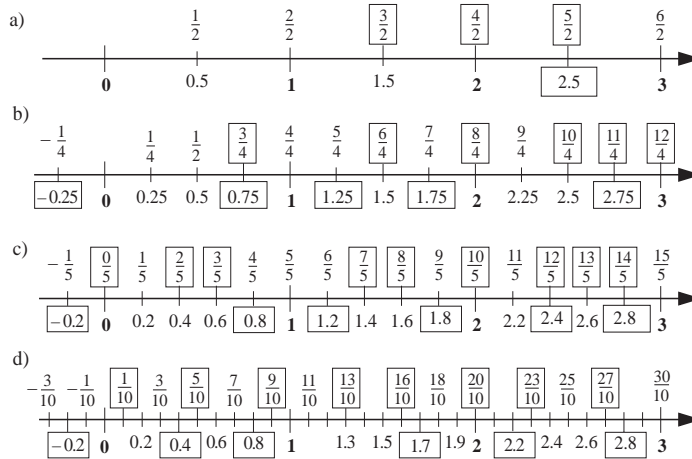 a) 1/2 2/2 3/2 4/2 5/2 6/2
0 0.5 1 1.5 2 2.5 3
b) −1/4 1/4 1/2 3/4 4/4 5/4 6/4 7/4 8/4 9/4 10/4 11/4 12/4
−0.25 0 0.25 0.5 0.75 1 1.25 1.5 1.75 2 2.25 2.5 2.75 3
c) −1/5 0/5 1/5 2/5 3/5 4/5 5/5 6/5 7/5 8/5 9/5 10/5 11/5 12/5 13/5 14/5 15/5
−0.2 0 0.2 0.4 0.6 0.8 1 1.2 1.4 1.6 1.8 2 2.2 2.4 2.6 2.8 3
d) −3/10 −1/10 1/10 3/10 5/10 7/10 9/10 11/10 13/10 16/10 18/10 20/10 23/10 25/10 27/10 30/10
−0.2 0 0.2 0.4 0.6 0.8 1 1.3 1.5 1.7 1.9 2 2.2 2.4 2.6 2.8 3